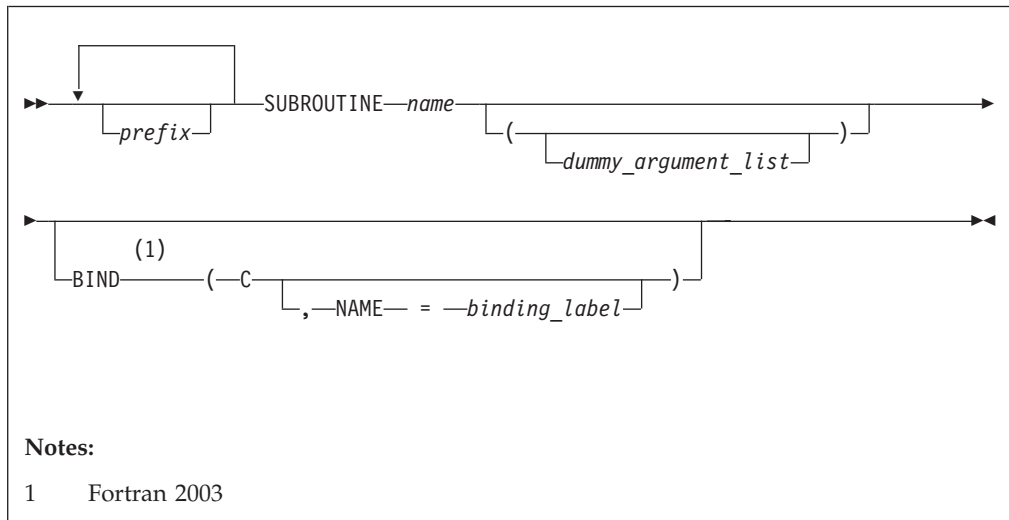 SUBROUTINE name
prefix
( )
dummy_argument_list
(1)
BIND ( C )
, NAME = binding_label
Notes:
1 Fortran 2003